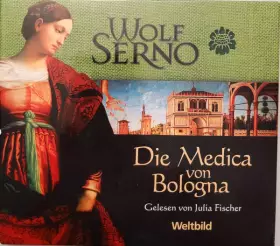 WOLF
SERNO
Die Medica
von
Bologna
Gelesen von Julia Fischer
Weltbild